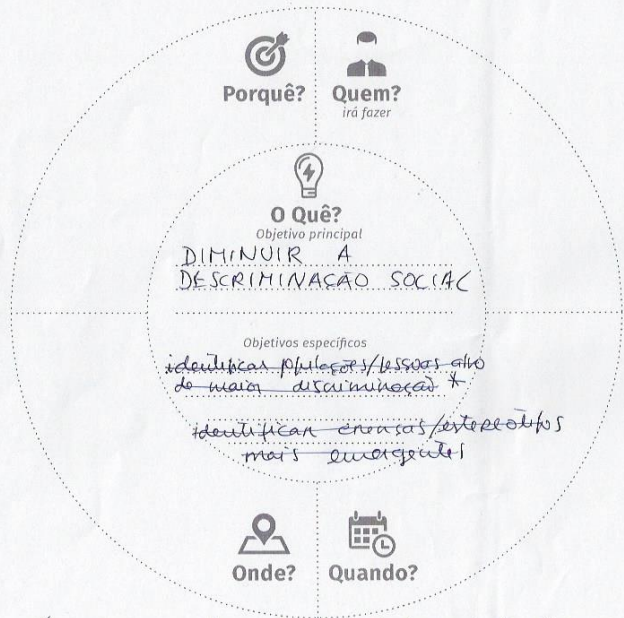 Porquê? Quem?
irá fazer
O Quê?
Objetivo principal
DIMINUIR A
DESCRIMINAÇÃO SOCIAL
Objetivos específicos
identificar populações/pessoas alvo
de maior discriminação *
identificar crenças/estereótipos
mais emergentes
Onde? Quando?